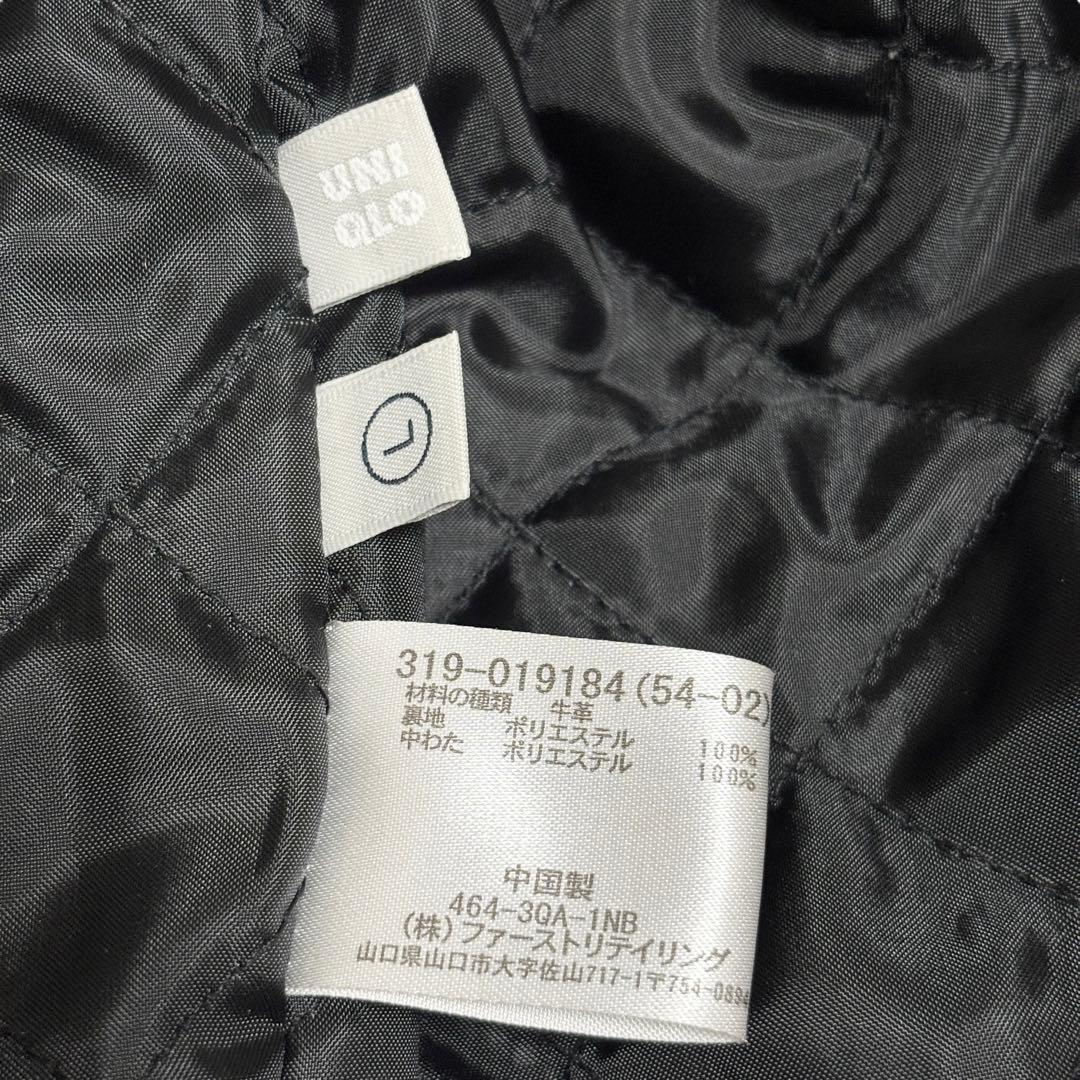 UNI
QLO
L
319-019184(54-02)
材料の種類 牛革
裏地 ポリエステル 100%
中わた ポリエステル 100%
中国製
464-3QA-1NB
(株)ファーストリテイリング
山口県山口市大字佐山717-1〒754-0894